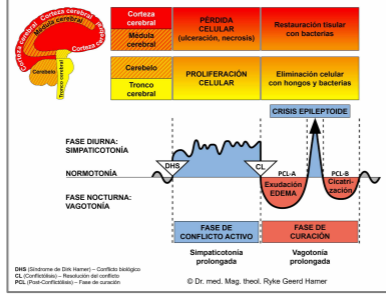 Corteza cerebral
Corteza cerebral
Corteza cerebral
Médula cerebral
Cerebelo
Tronco cerebral
Corteza
cerebral
PÉRDIDA
CELULAR
(ulceración, necrosis)
Restauración tisular
con bacterias
Médula
cerebral
Cerebelo
PROLIFERACIÓN
CELULAR
Eliminación celular
con hongos y bacterias
Tronco
cerebral
CRISIS EPILEPTOIDE
FASE DIURNA:
SIMPATICOTONÍA
DHS
CL
PCL-A
PCL-B
NORMOTONÍA
Exudación
EDEMA
Cicatri-
zación
FASE NOCTURNA:
VAGOTONÍA
FASE DE
CONFLICTO ACTIVO
FASE DE
CURACIÓN
Simpaticotonía
prolongada
Vagotonía
prolongada
DHS (Síndrome de Dirk Hamer) – Conflicto biológico
CL (Conflictólisis) – Resolución del conflicto
PCL (Post-Conflictólisis) – Fase de curación
© Dr. med. Mag. theol. Ryke Geerd Hamer